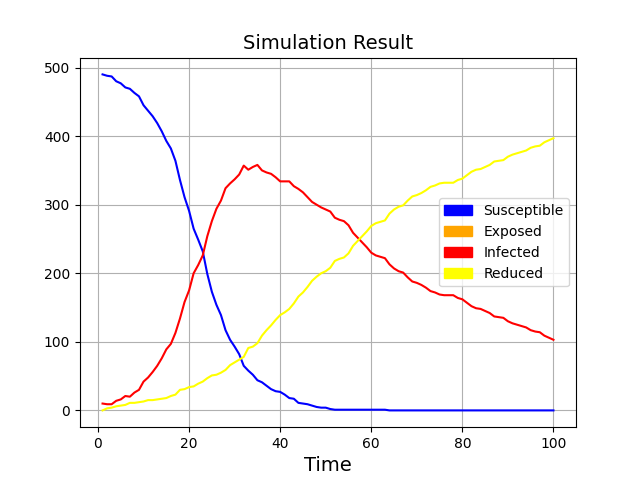 Simulation Result
500
400
300
200
100
0
Susceptible
Exposed
Infected
Reduced
0 20 40 60 80 100
Time